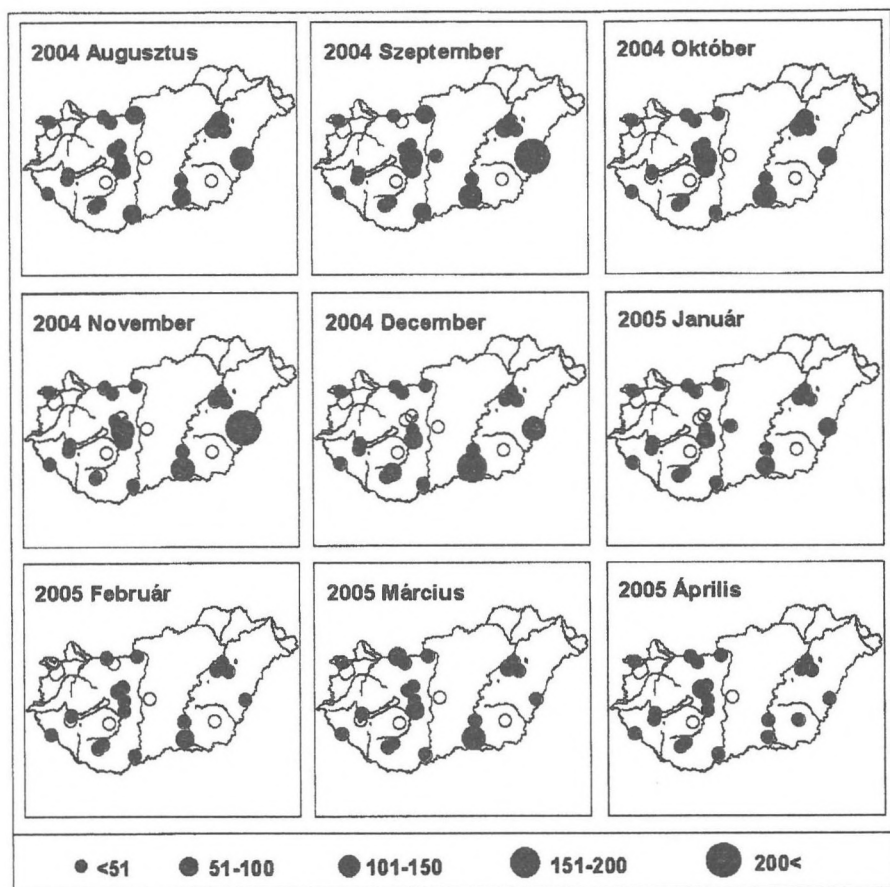 2004 Augusztus
2004 Szeptember
2004 Október
2004 November
2004 December
2005 Január
2005 Február
2005 Március
2005 Április
<51
51-100
101-150
151-200
200<